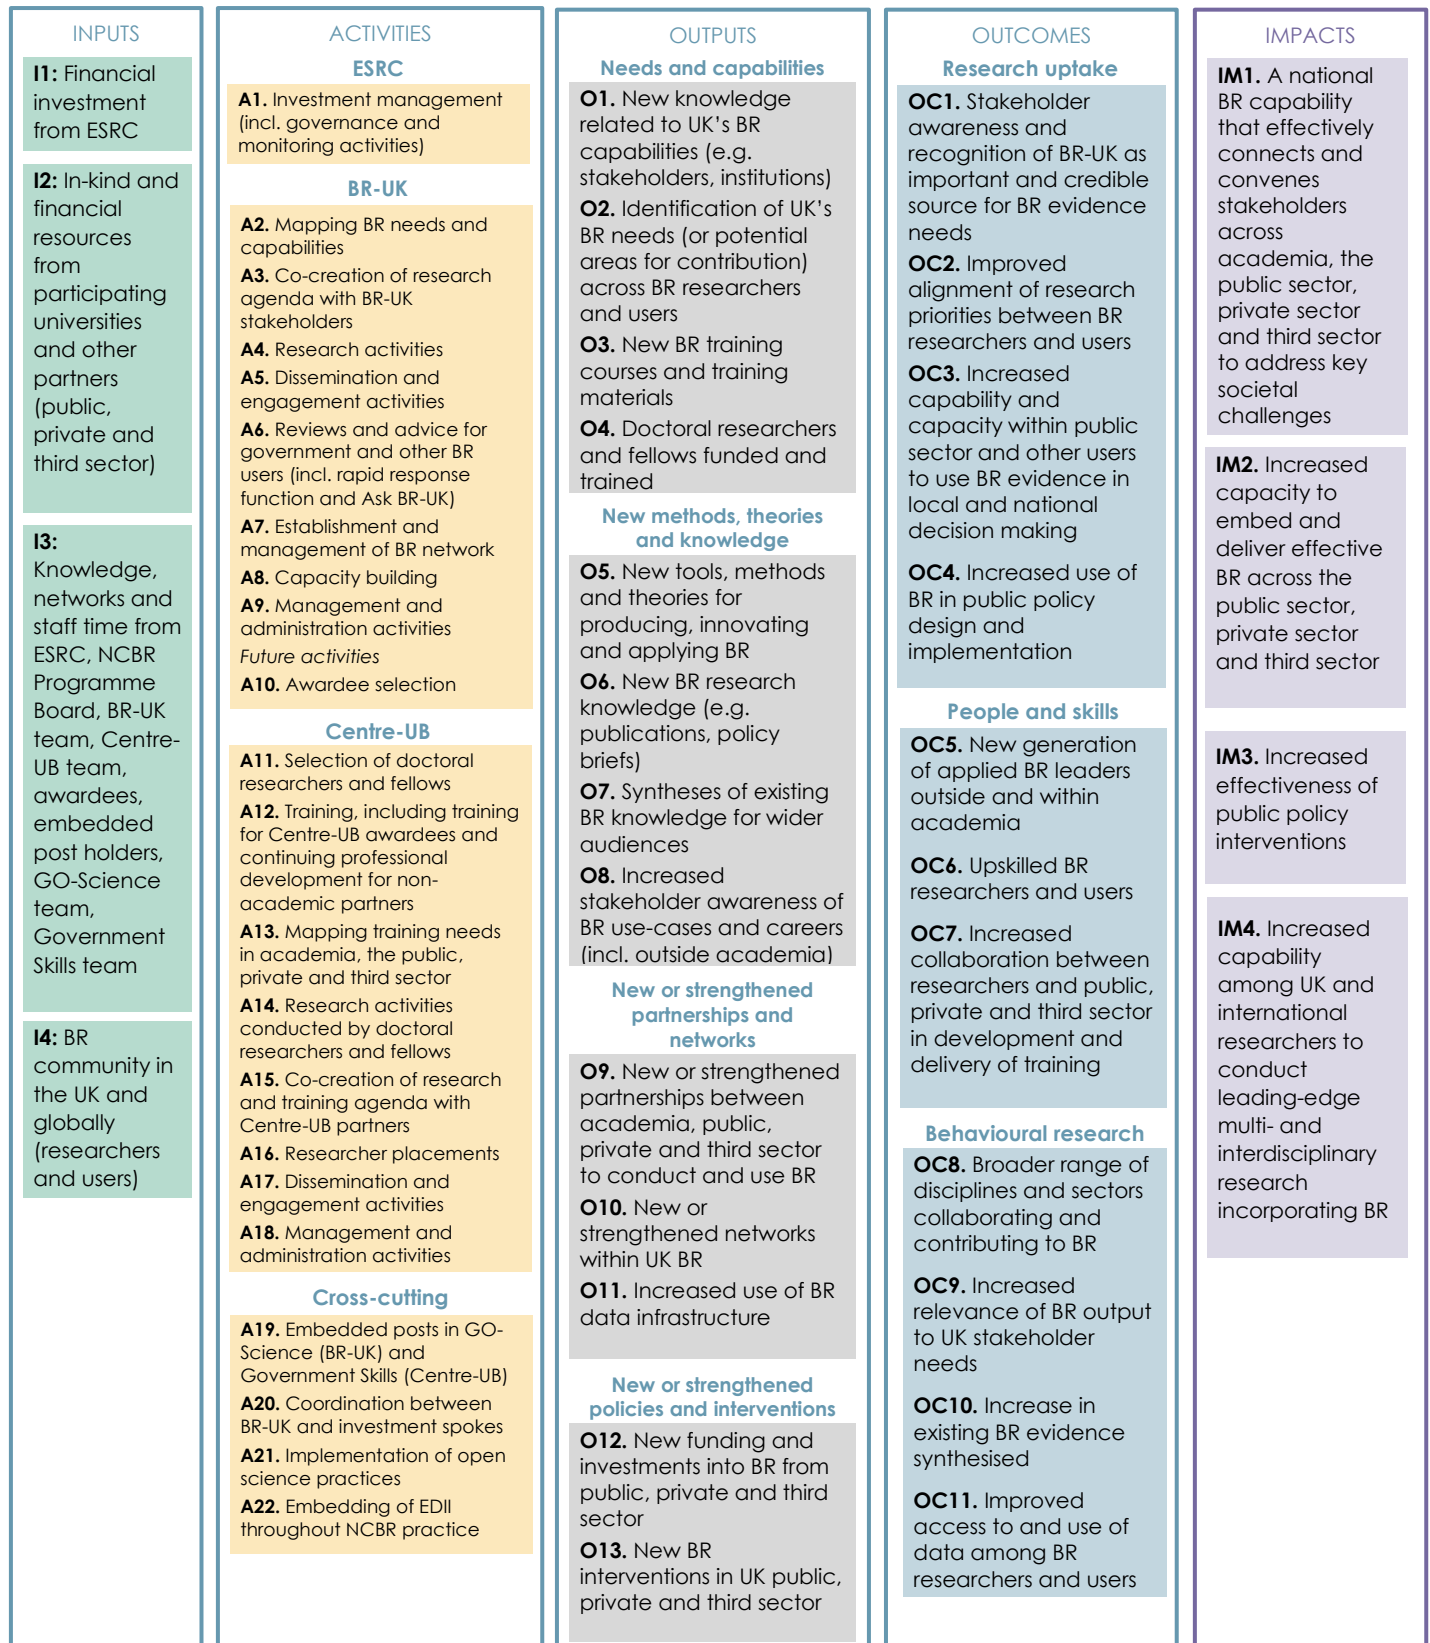 INPUTS
I1: Financial
investment
from ESRC
I2: In-kind and
financial
resources
from
participating
universities
and other
partners
(public,
private and
third sector)
I3:
Knowledge,
networks and
staff time from
ESRC, NCBR
Programme
Board, BR-UK
team, Centre-
UB team,
awardees,
embedded
post holders,
GO-Science
team,
Government
Skills team
I4: BR
community in
the UK and
globally
(researchers
and users)
ACTIVITIES
ESRC
A1. Investment management
(incl. governance and
monitoring activities)
BR-UK
A2. Mapping BR needs and
capabilities
A3. Co-creation of research
agenda with BR-UK
stakeholders
A4. Research activities
A5. Dissemination and
engagement activities
A6. Reviews and advice for
government and other BR
users (incl. rapid response
function and Ask BR-UK)
A7. Establishment and
management of BR network
A8. Capacity building
A9. Management and
administration activities
Future activities
A10. Awardee selection
Centre-UB
A11. Selection of doctoral
researchers and fellows
A12. Training, including training
for Centre-UB awardees and
continuing professional
development for non-
academic partners
A13. Mapping training needs
in academia, the public,
private and third sector
A14. Research activities
conducted by doctoral
researchers and fellows
A15. Co-creation of research
and training agenda with
Centre-UB partners
A16. Researcher placements
A17. Dissemination and
engagement activities
A18. Management and
administration activities
Cross-cutting
A19. Embedded posts in GO-
Science (BR-UK) and
Government Skills (Centre-UB)
A20. Coordination between
BR-UK and investment spokes
A21. Implementation of open
science practices
A22. Embedding of EDII
throughout NCBR practice
OUTPUTS
Needs and capabilities
O1. New knowledge
related to UK's BR
capabilities (e.g.
stakeholders, institutions)
O2. Identification of UK's
BR needs (or potential
areas for contribution)
across BR researchers
and users
O3. New BR training
courses and training
materials
O4. Doctoral researchers
and fellows funded and
trained
New methods, theories
and knowledge
O5. New tools, methods
and theories for
producing, innovating
and applying BR
O6. New BR research
knowledge (e.g.
publications, policy
briefs)
O7. Syntheses of existing
BR knowledge for wider
audiences
O8. Increased
stakeholder awareness of
BR use-cases and careers
(incl. outside academia)
New or strengthened
partnerships and
networks
O9. New or strengthened
partnerships between
academia, public,
private and third sector
to conduct and use BR
O10. New or
strengthened networks
within UK BR
O11. Increased use of BR
data infrastructure
New or strengthened
policies and interventions
O12. New funding and
investments into BR from
public, private and third
sector
O13. New BR
interventions in UK public,
private and third sector
OUTCOMES
Research uptake
OC1. Stakeholder
awareness and
recognition of BR-UK as
important and credible
source for BR evidence
needs
OC2. Improved
alignment of research
priorities between BR
researchers and users
OC3. Increased
capability and
capacity within public
sector and other users
to use BR evidence in
local and national
decision making
OC4. Increased use of
BR in public policy
design and
implementation
People and skills
OC5. New generation
of applied BR leaders
outside and within
academia
OC6. Upskilled BR
researchers and users
OC7. Increased
collaboration between
researchers and public,
private and third sector
in development and
delivery of training
Behavioural research
OC8. Broader range of
disciplines and sectors
collaborating and
contributing to BR
OC9. Increased
relevance of BR output
to UK stakeholder
needs
OC10. Increase in
existing BR evidence
synthesised
OC11. Improved
access to and use of
data among BR
researchers and users
IMPACTS
IM1. A national
BR capability
that effectively
connects and
convenes
stakeholders
across
academia, the
public sector,
private sector
and third sector
to address key
societal
challenges
IM2. Increased
capacity to
embed and
deliver effective
BR across the
public sector,
private sector
and third sector
IM3. Increased
effectiveness of
public policy
interventions
IM4. Increased
capability
among UK and
international
researchers to
conduct
leading-edge
multi- and
interdisciplinary
research
incorporating BR